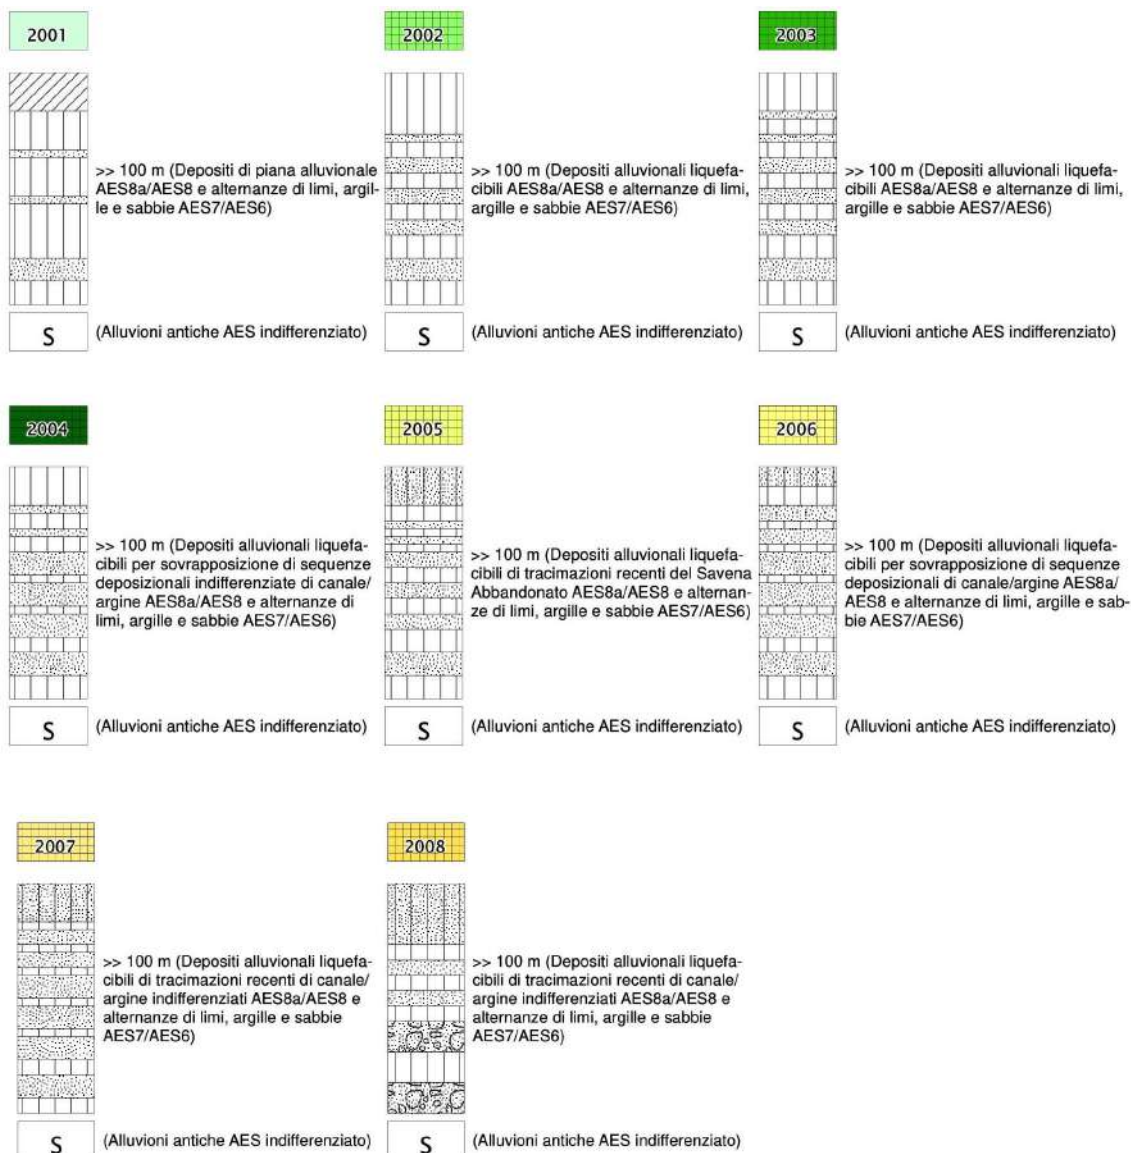 2001
>> 100 m (Depositi di piana alluvionale
AES8a/AES8 e alternanze di limi, argil-
le e sabbie AES7/AES6)
S
(Alluvioni antiche AES indifferenziato)
2002
>> 100 m (Depositi alluvionali liquefa-
cibili AES8a/AES8 e alternanze di limi,
argille e sabbie AES7/AES6)
S
(Alluvioni antiche AES indifferenziato)
2003
>> 100 m (Depositi alluvionali liquefa-
cibili AES8a/AES8 e alternanze di limi,
argille e sabbie AES7/AES6)
S
(Alluvioni antiche AES indifferenziato)
2004
>> 100 m (Depositi alluvionali liquefa-
cibili per sovrapposizione di sequenze
deposizionali indifferenziate di canale/
argine AES8a/AES8 e alternanze di
limi, argille e sabbie AES7/AES6)
S
(Alluvioni antiche AES indifferenziato)
2005
>> 100 m (Depositi alluvionali liquefa-
cibili di tracimazioni recenti del Savena
Abbandonato AES8a/AES8 e alternan-
ze di limi, argille e sabbie AES7/AES6)
S
(Alluvioni antiche AES indifferenziato)
2006
>> 100 m (Depositi alluvionali liquefa-
cibili per sovrapposizione di sequenze
deposizionali di canale/argine AES8a/
AES8 e alternanze di limi, argille e sab-
bie AES7/AES6)
S
(Alluvioni antiche AES indifferenziato)
2007
>> 100 m (Depositi alluvionali liquefa-
cibili di tracimazioni recenti di canale/
argine indifferenziati AES8a/AES8 e
alternanze di limi, argille e sabbie
AES7/AES6)
S
(Alluvioni antiche AES indifferenziato)
2008
>> 100 m (Depositi alluvionali liquefa-
cibili di tracimazioni recenti di canale/
argine indifferenziati AES8a/AES8 e
alternanze di limi, argille e sabbie
AES7/AES6)
S
(Alluvioni antiche AES indifferenziato)